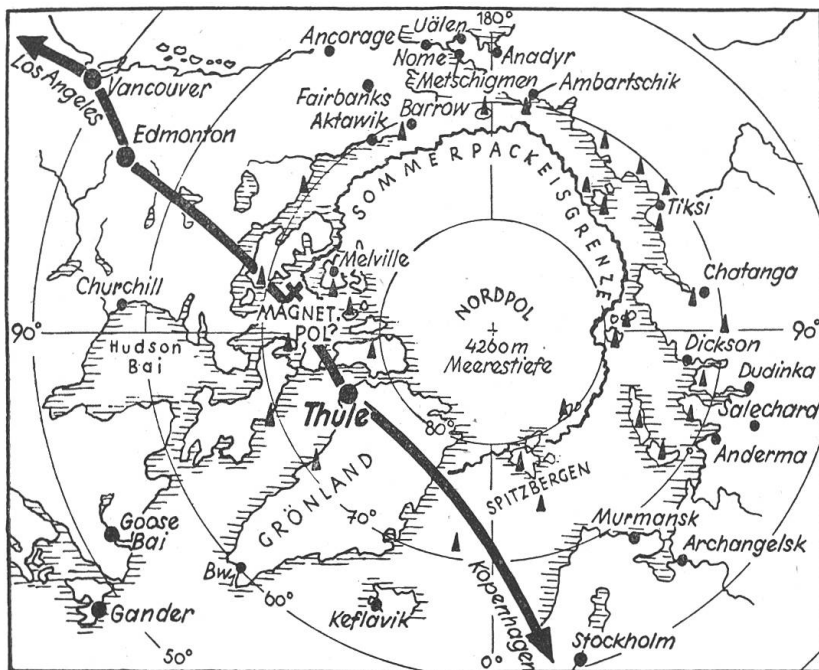 180°
Ancorage
Uälen
Nome
Anadyr
Los Angeles
Vancouver
Metschigmen
Ambartschik
Fairbanks
Barrow
Aktawik
Edmonton
SOMMERPACKEISGRENZE
Tiksi
Melville
Chatanga
Churchill
NORDPOL
MAGNET.
POL?
90°
90°
4260m
Meerestiefe
Hudson
Bai
Dickson
Dudinka
Thule
Salechard
80°
Anderma
GRÖNLAND
SPITZBERGEN
70°
Goose
Bai
Murmansk
Archangelsk
Bw1
60°
Kopenhagen
Gander
Keflavik
Stockholm
50°
0°